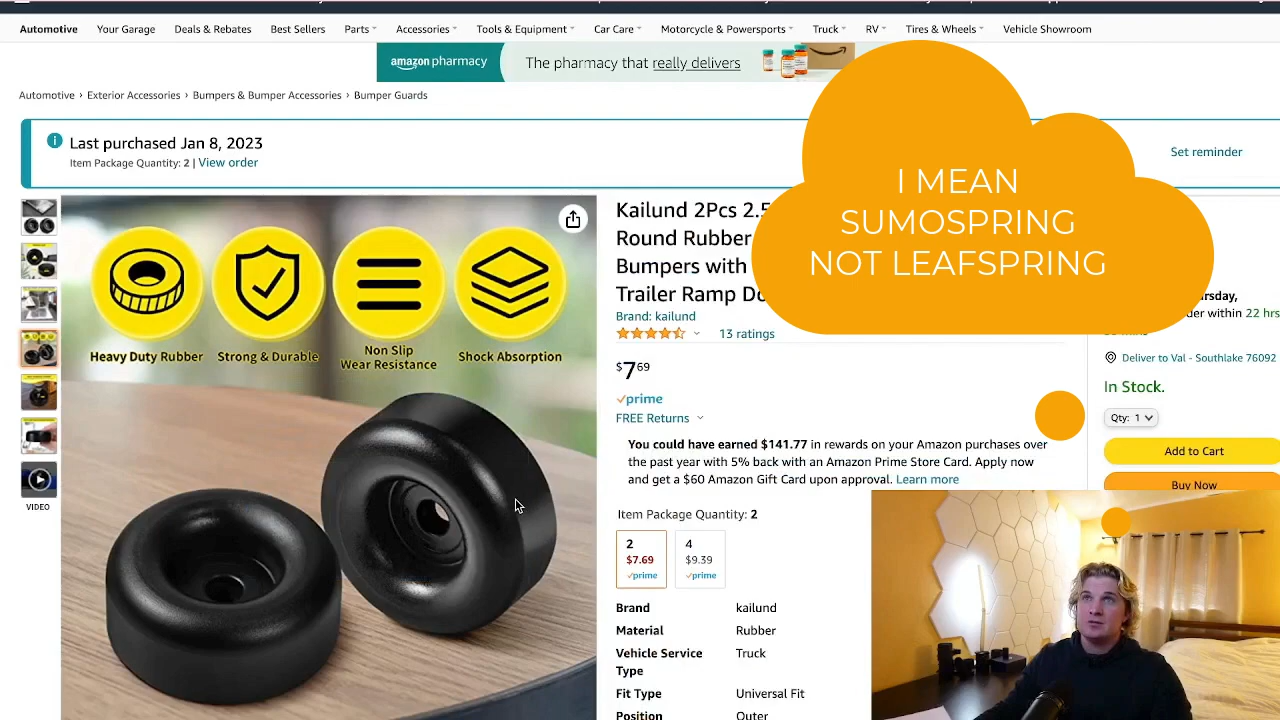 Automotive Your Garage Deals & Rebates Best Sellers Parts Accessories Tools & Equipment Car Care Motorcycle & Powersports Truck RV Tires & Wheels Vehicle Showroom
amazon pharmacy The pharmacy that really delivers
Automotive › Exterior Accessories › Bumpers & Bumper Accessories › Bumper Guards
Last purchased Jan 8, 2023
Item Package Quantity: 2 | View order
Set reminder
I MEAN
SUMOSPRING
NOT LEAFSPRING
Heavy Duty Rubber
Strong & Durable
Non Slip
Wear Resistance
Shock Absorption
VIDEO
Kailund 2Pcs 2.5
Round Rubber
Bumpers with
Trailer Ramp Do
Brand: kailund
13 ratings
$769
prime
FREE Returns
You could have earned $141.77 in rewards on your Amazon purchases over
the past year with 5% back with an Amazon Prime Store Card. Apply now
and get a $60 Amazon Gift Card upon approval. Learn more
Item Package Quantity: 2
2 4
$7.69 $9.39
prime prime
Brand kailund
Material Rubber
Vehicle Service Truck
Type
Fit Type Universal Fit
Position Outer
within 22 hrs
Deliver to Val - Southlake 76092
In Stock.
Qty: 1
Add to Cart
Buy Now